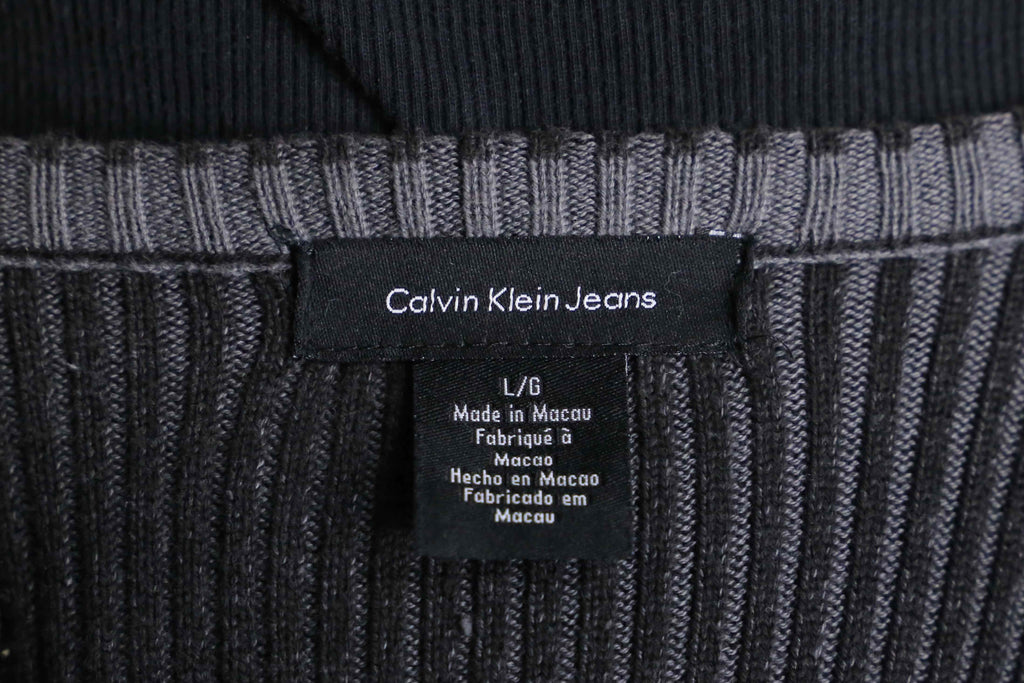 Calvin Klein Jeans
L/G
Made in Macau
Fabriqué à
Macao
Hecho en Macao
Fabricado em
Macau